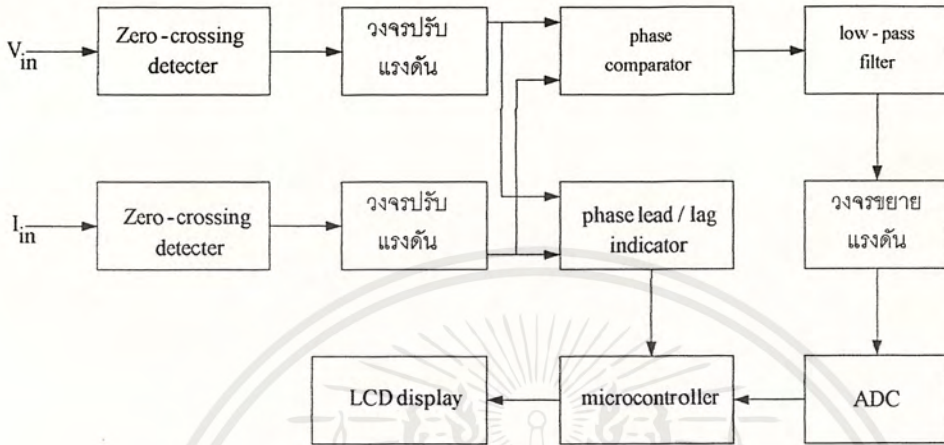 V_in
Zero-crossing
detecter
วงจรปรับ
แรงดัน
phase
comparator
low-pass
filter
I_in
Zero-crossing
detecter
วงจรปรับ
แรงดัน
phase lead / lag
indicator
วงจรขยาย
แรงดัน
LCD display
microcontroller
ADC